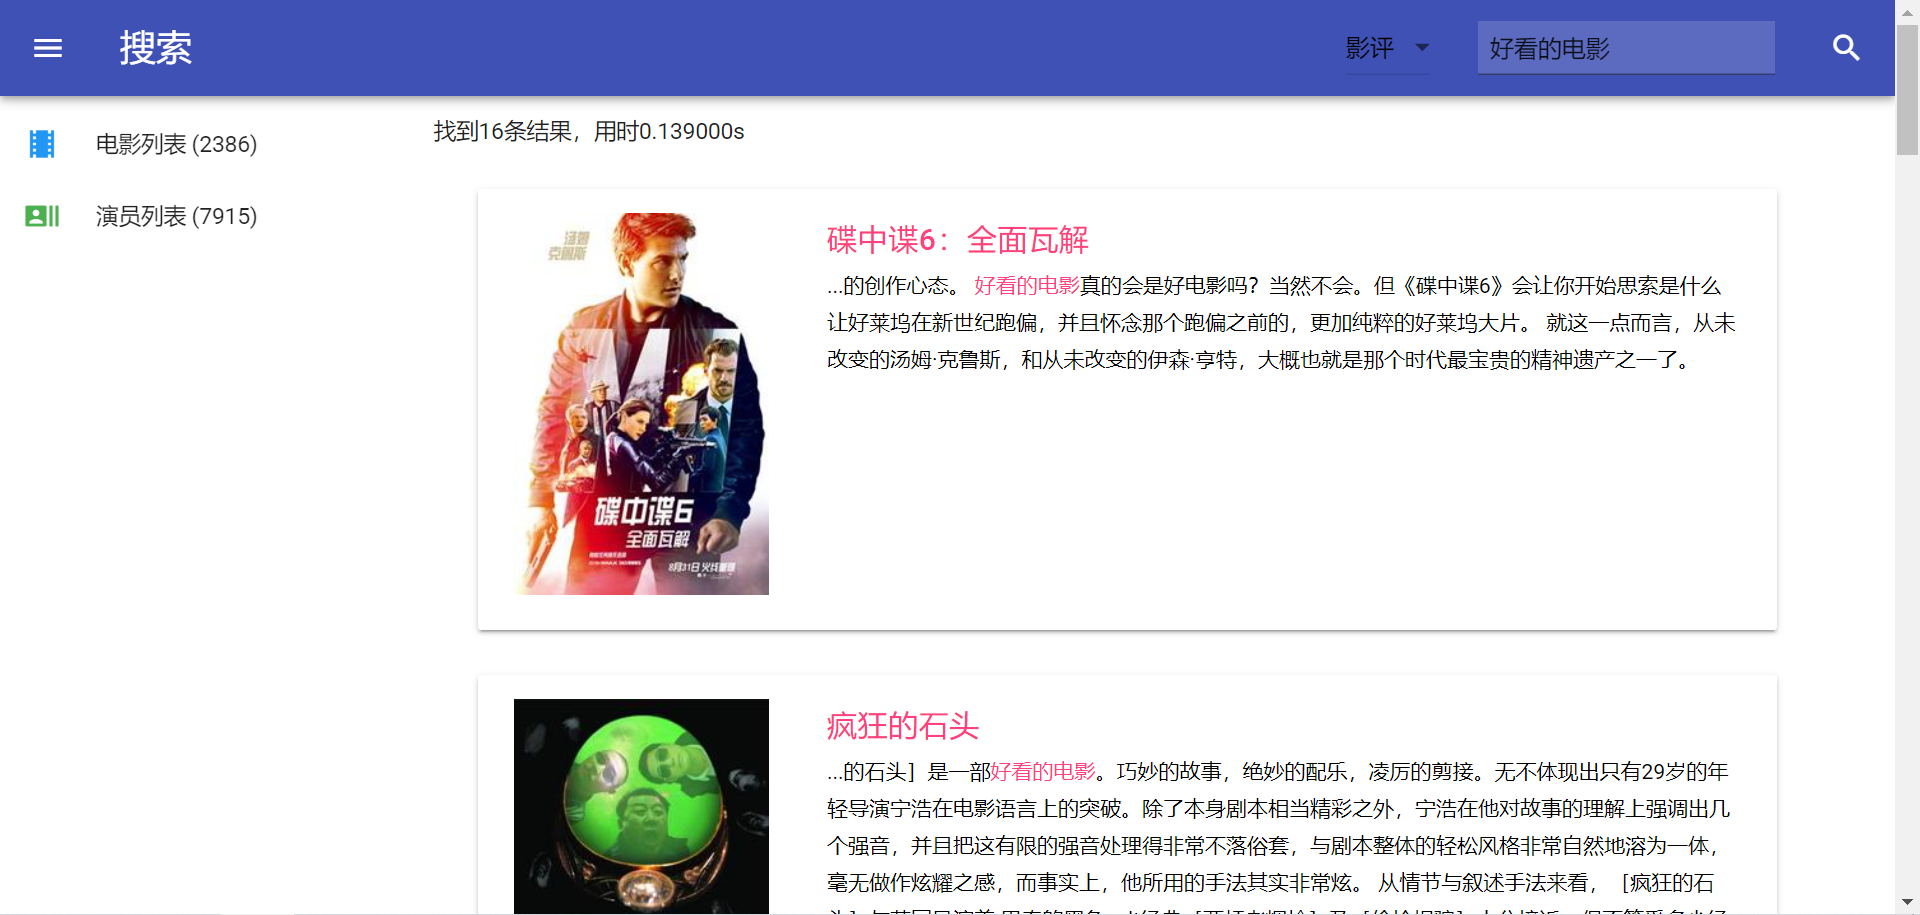 搜索
影评
好看的电影
电影列表 (2386)
演员列表 (7915)
找到16条结果，用时0.139000s
汤姆
克鲁斯
碟中谍6
全面瓦解
8月31日 火线重爆
碟中谍6：全面瓦解
...的创作心态。 好看的电影真的会是好电影吗？当然不会。但《碟中谍6》会让你开始思索是什么
让好莱坞在新世纪跑偏，并且怀念那个跑偏之前的，更加纯粹的好莱坞大片。 就这一点而言，从未
改变的汤姆·克鲁斯，和从未改变的伊森·亨特，大概也就是那个时代最宝贵的精神遗产之一了。
疯狂的石头
...的石头］是一部好看的电影。巧妙的故事，绝妙的配乐，凌厉的剪接。无不体现出只有29岁的年
轻导演宁浩在电影语言上的突破。除了本身剧本相当精彩之外，宁浩在他对故事的理解上强调出几
个强音，并且把这有限的强音处理得非常不落俗套，与剧本整体的轻松风格非常自然地溶为一体，
毫无做作炫耀之感，而事实上，他所用的手法其实非常炫。 从情节与叙述手法来看，［疯狂的石